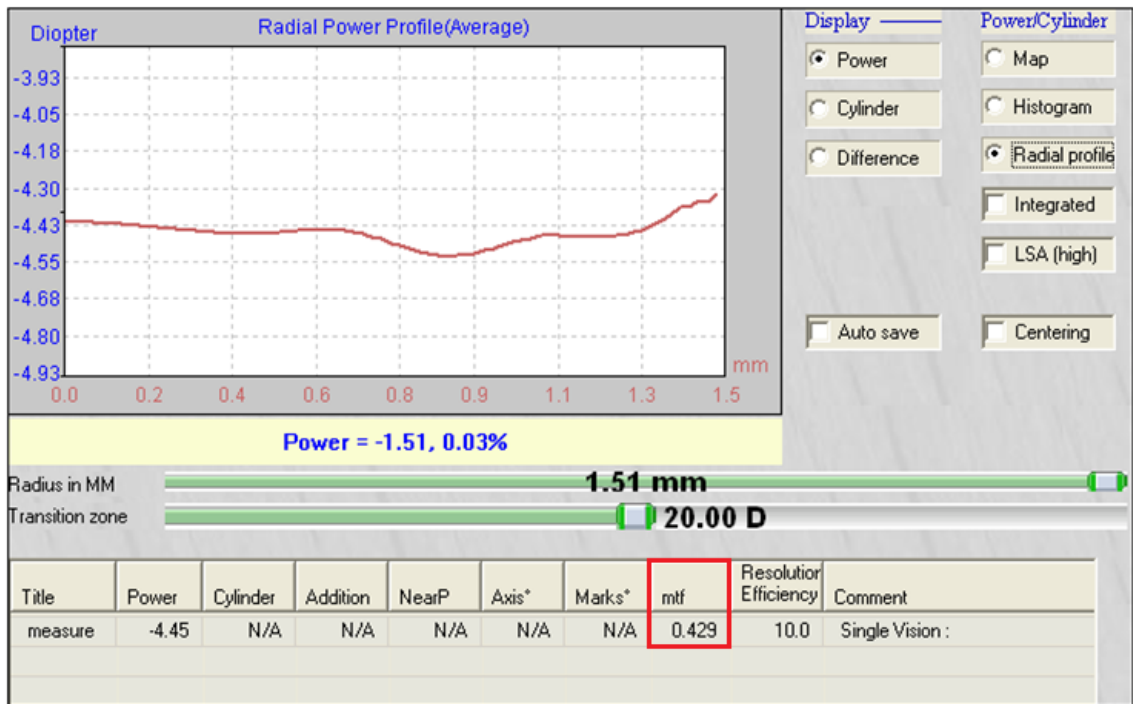 Diopter
Radial Power Profile(Average)
-3.93
-4.05
-4.18
-4.30
-4.43
-4.55
-4.68
-4.80
-4.93
mm
0.0 0.2 0.4 0.6 0.8 0.9 1.1 1.3 1.5
Display
Power
Cylinder
Difference
Auto save
Power/Cylinder
Map
Histogram
Radial profile
Integrated
LSA (high)
Centering
Power = -1.51, 0.03%
Radius in MM 1.51 mm
Transition zone 20.00 D
Title Power Cylinder Addition NearP Axis° Marks° mtf Resolution Efficiency Comment
measure -4.45 N/A N/A N/A N/A N/A 0.429 10.0 Single Vision :